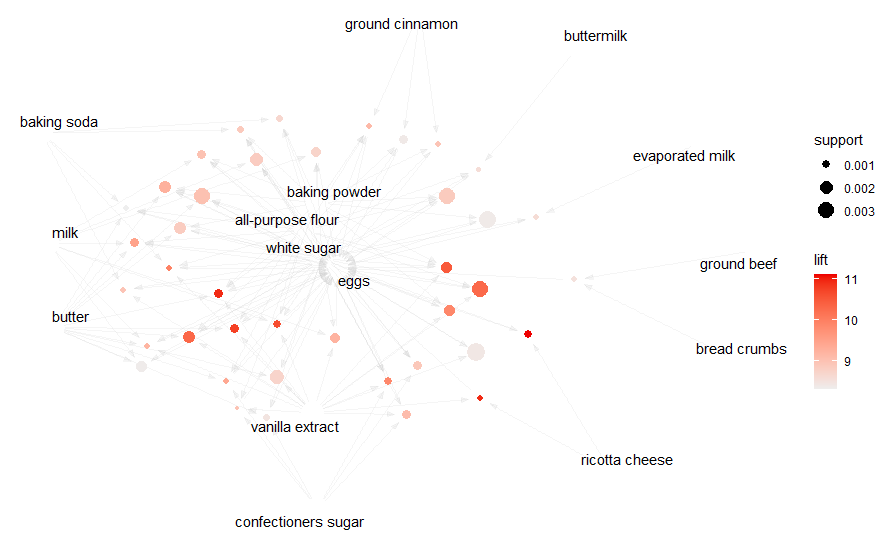 ground cinnamon
buttermilk
baking soda
evaporated milk
baking powder
all-purpose flour
milk
white sugar
ground beef
eggs
butter
bread crumbs
vanilla extract
ricotta cheese
confectioners sugar
support
0.001
0.002
0.003
lift
11
10
9